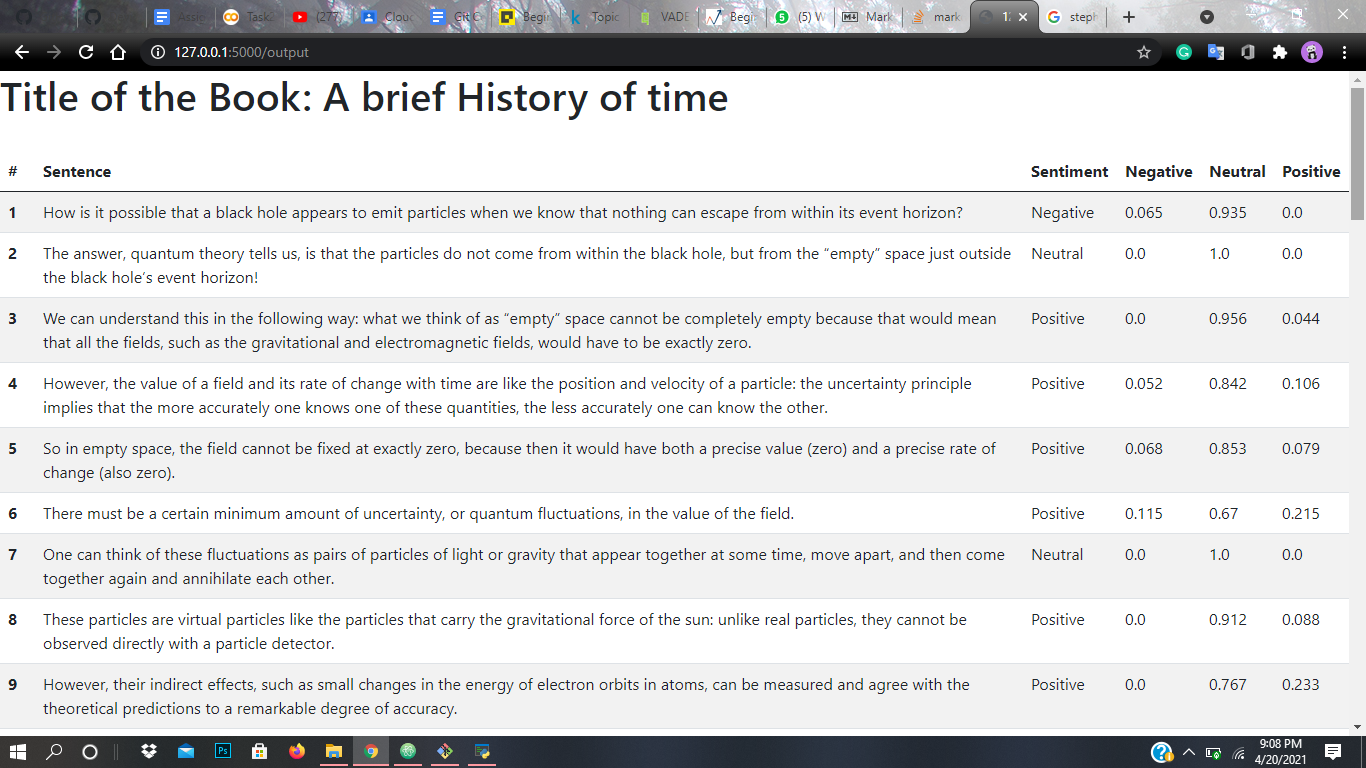 Assig
Task
(277)
Clou
Git C
Begin
Topic
VADE
Begi
(5) W
Mark
mark
12
steph
127.0.0.1:5000/output
Title of the Book: A brief History of time
# Sentence Sentiment Negative Neutral Positive
1 How is it possible that a black hole appears to emit particles when we know that nothing can escape from within its event horizon? Negative 0.065 0.935 0.0
2 The answer, quantum theory tells us, is that the particles do not come from within the black hole, but from the “empty” space just outside Neutral 0.0 1.0 0.0
the black hole’s event horizon!
3 We can understand this in the following way: what we think of as “empty” space cannot be completely empty because that would mean Positive 0.0 0.956 0.044
that all the fields, such as the gravitational and electromagnetic fields, would have to be exactly zero.
4 However, the value of a field and its rate of change with time are like the position and velocity of a particle: the uncertainty principle Positive 0.052 0.842 0.106
implies that the more accurately one knows one of these quantities, the less accurately one can know the other.
5 So in empty space, the field cannot be fixed at exactly zero, because then it would have both a precise value (zero) and a precise rate of Positive 0.068 0.853 0.079
change (also zero).
6 There must be a certain minimum amount of uncertainty, or quantum fluctuations, in the value of the field. Positive 0.115 0.67 0.215
7 One can think of these fluctuations as pairs of particles of light or gravity that appear together at some time, move apart, and then come Neutral 0.0 1.0 0.0
together again and annihilate each other.
8 These particles are virtual particles like the particles that carry the gravitational force of the sun: unlike real particles, they cannot be Positive 0.0 0.912 0.088
observed directly with a particle detector.
9 However, their indirect effects, such as small changes in the energy of electron orbits in atoms, can be measured and agree with the Positive 0.0 0.767 0.233
theoretical predictions to a remarkable degree of accuracy.
Ps
9:08 PM
4/20/2021